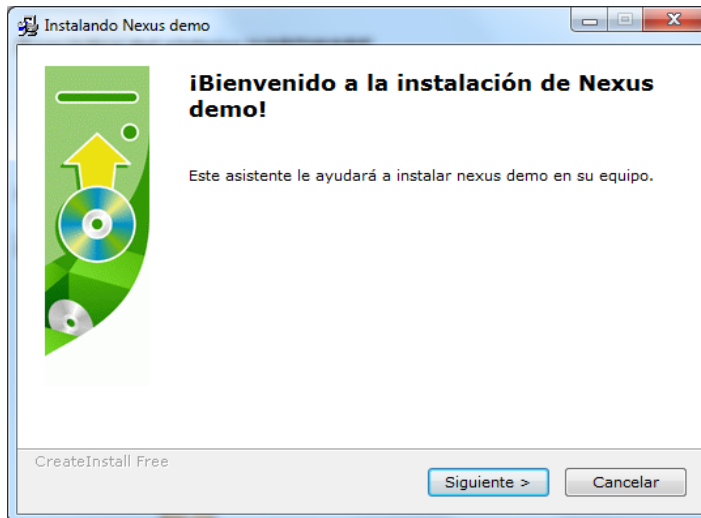 Instalando Nexus demo
¡Bienvenido a la instalación de Nexus
demo!
Este asistente le ayudará a instalar nexus demo en su equipo.
CreateInstall Free
Siguiente >
Cancelar